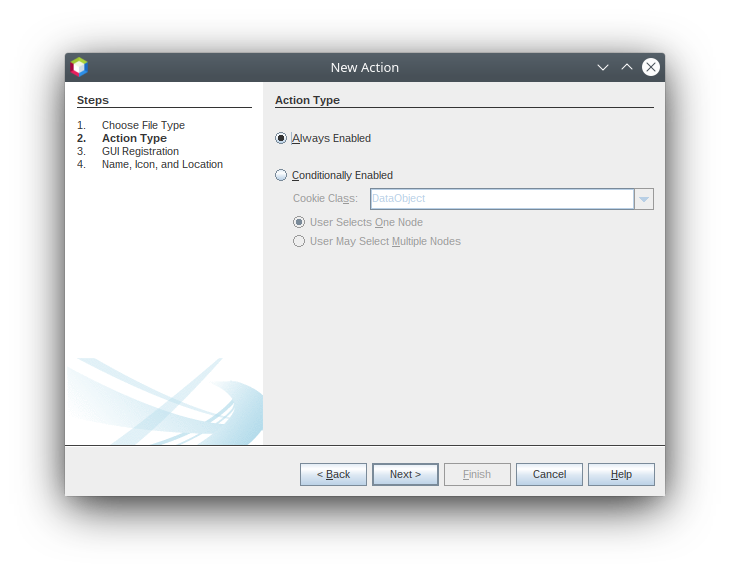 New Action
Steps
1. Choose File Type
2. Action Type
3. GUI Registration
4. Name, Icon, and Location
Action Type
Always Enabled
Conditionally Enabled
Cookie Class: DataObject
User Selects One Node
User May Select Multiple Nodes
< Back Next > Finish Cancel Help